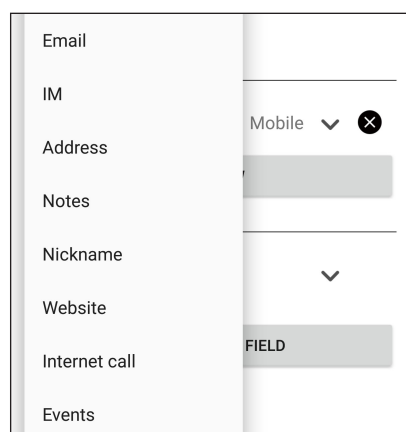 Email
IM
Mobile
Address
Notes
Nickname
Website
FIELD
Internet call
Events